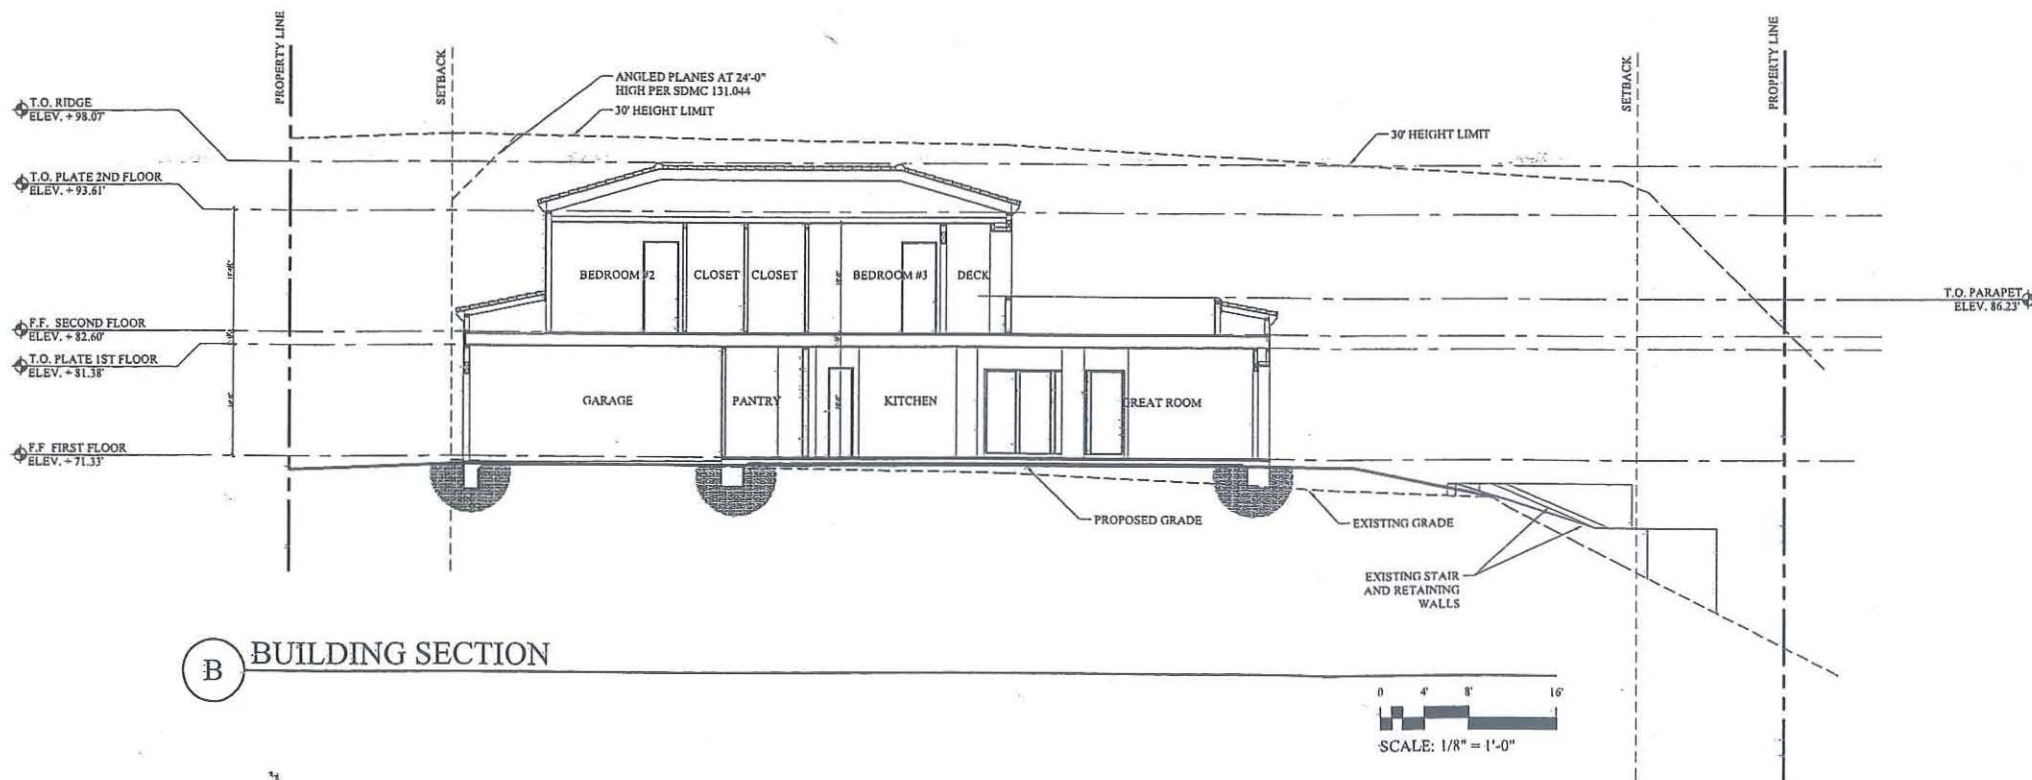 PROPERTY LINE
SETBACK
ANGLED PLANES AT 24'-0"
HIGH PER SDMC 131.044
30' HEIGHT LIMIT
30' HEIGHT LIMIT
SETBACK
PROPERTY LINE
T.O. RIDGE
ELEV. + 98.07'
T.O. PLATE 2ND FLOOR
ELEV. + 93.61'
BEDROOM #2
CLOSET
CLOSET
BEDROOM #3
DECK
T.O. PARAPET
ELEV. 86.23'
F.F. SECOND FLOOR
ELEV. + 82.60'
T.O. PLATE 1ST FLOOR
ELEV. + 81.38'
GARAGE
PANTRY
KITCHEN
GREAT ROOM
F.F FIRST FLOOR
ELEV. + 71.33'
PROPOSED GRADE
EXISTING GRADE
EXISTING STAIR
AND RETAINING
WALLS
B
BUILDING SECTION
0 4' 8' 16'
SCALE: 1/8" = 1'-0"